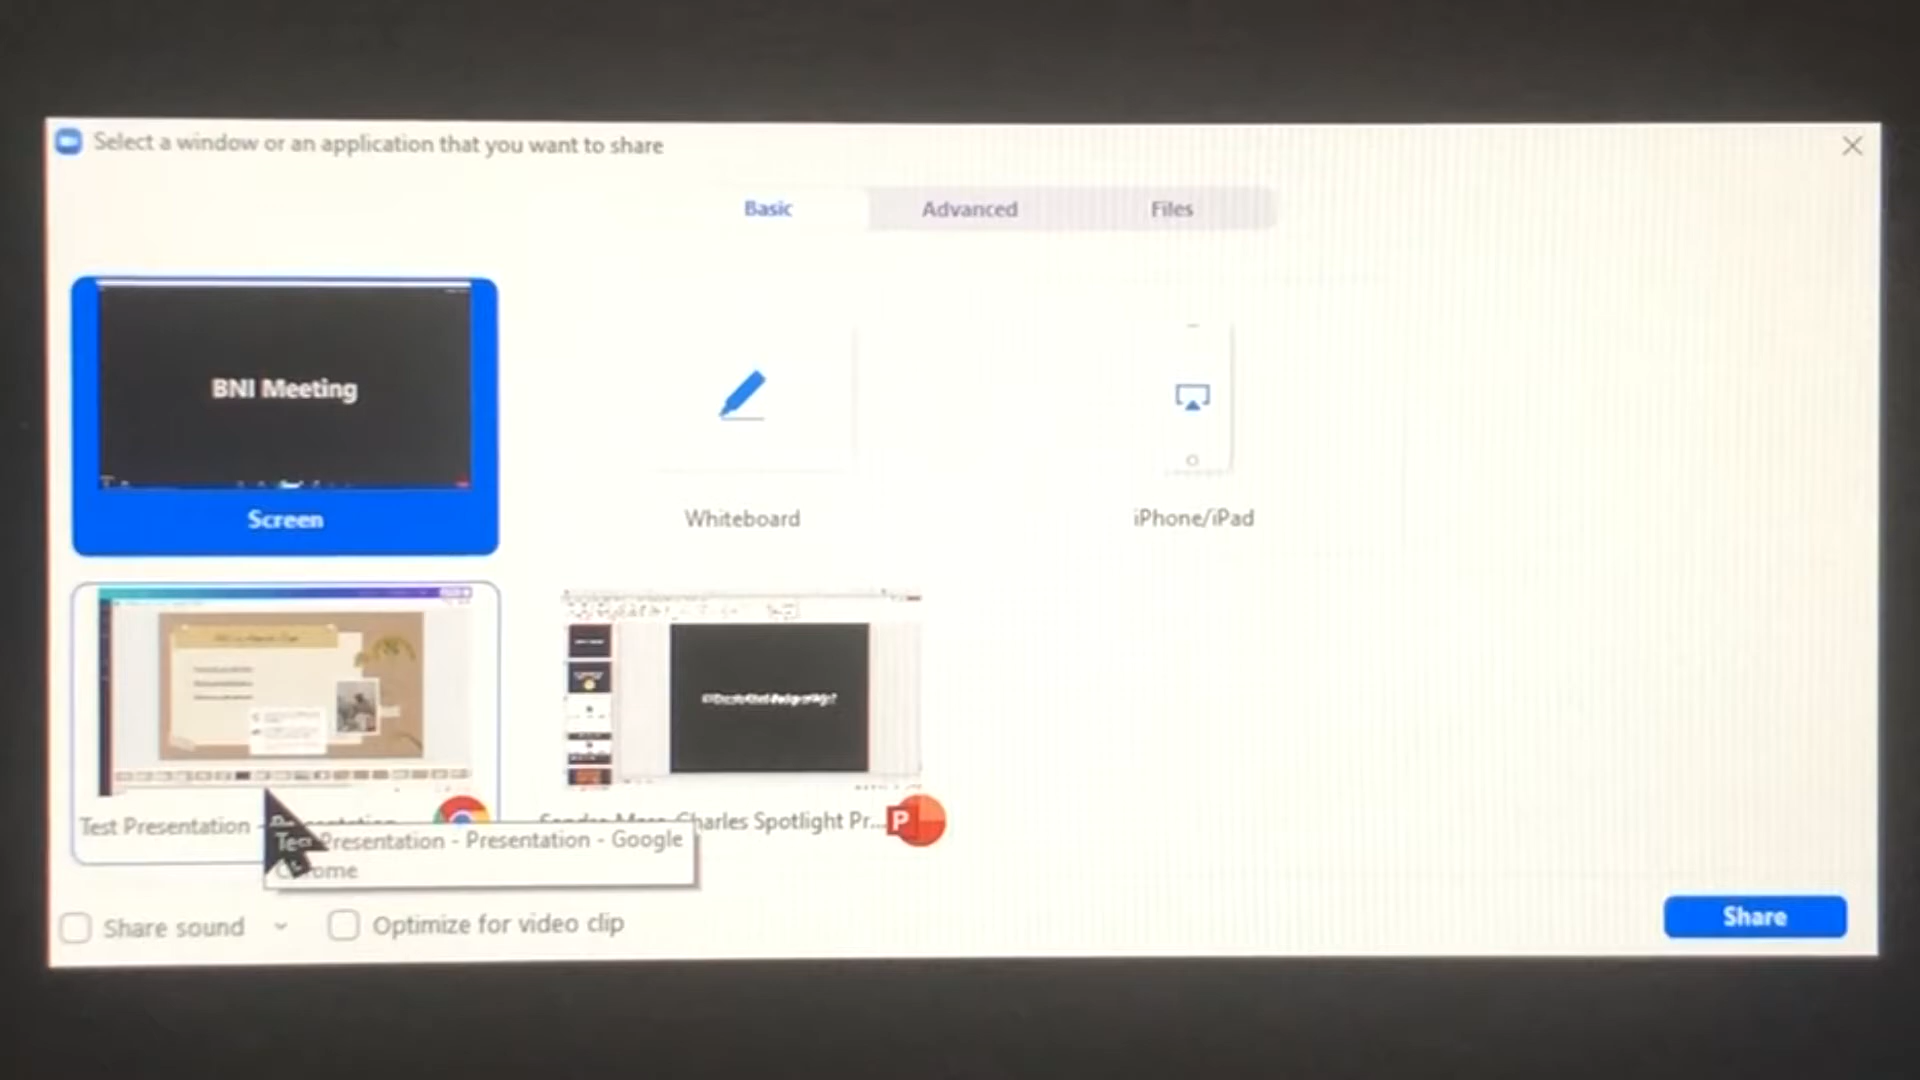 Select a window or an application that you want to share
Basic
Advanced
Files
BNI Meeting
Screen
Whiteboard
iPhone/iPad
Test Presentation -
Charles Spotlight Pr...
P
Presentation - Presentation - Google
Share sound
Optimize for video clip
Share